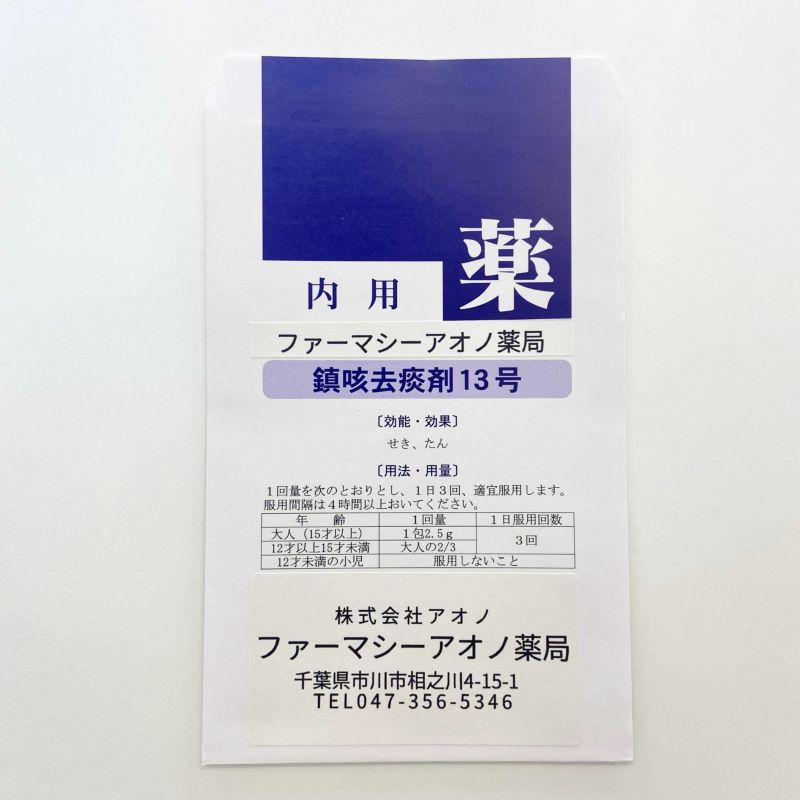 薬
内用
ファーマシーアオノ薬局
鎮咳去痰剤13号
〔効能・効果〕
せき、たん
〔用法・用量〕
1回量を次のとおりとし、1日3回、適宜服用します。
服用間隔は4時間以上おいてください。
年　齢 1回量 1日服用回数
大人（15才以上） 1包2.5g 3回
12才以上15才未満 大人の2/3
12才未満の小児 服用しないこと
株式会社アオノ
ファーマシーアオノ薬局
千葉県市川市相之川4-15-1
TEL047-356-5346